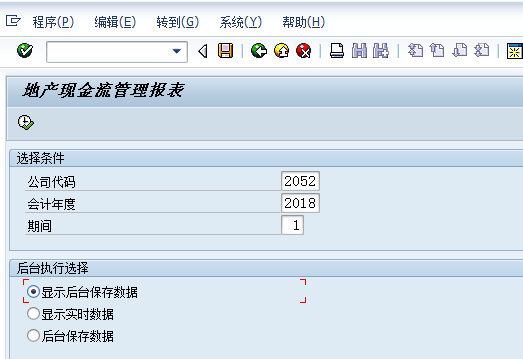 程序(P) 编辑(E) 转到(G) 系统(Y) 帮助(H)
地产现金流管理报表
选择条件
公司代码 2052
会计年度 2018
期间 1
后台执行选择
显示后台保存数据
显示实时数据
后台保存数据